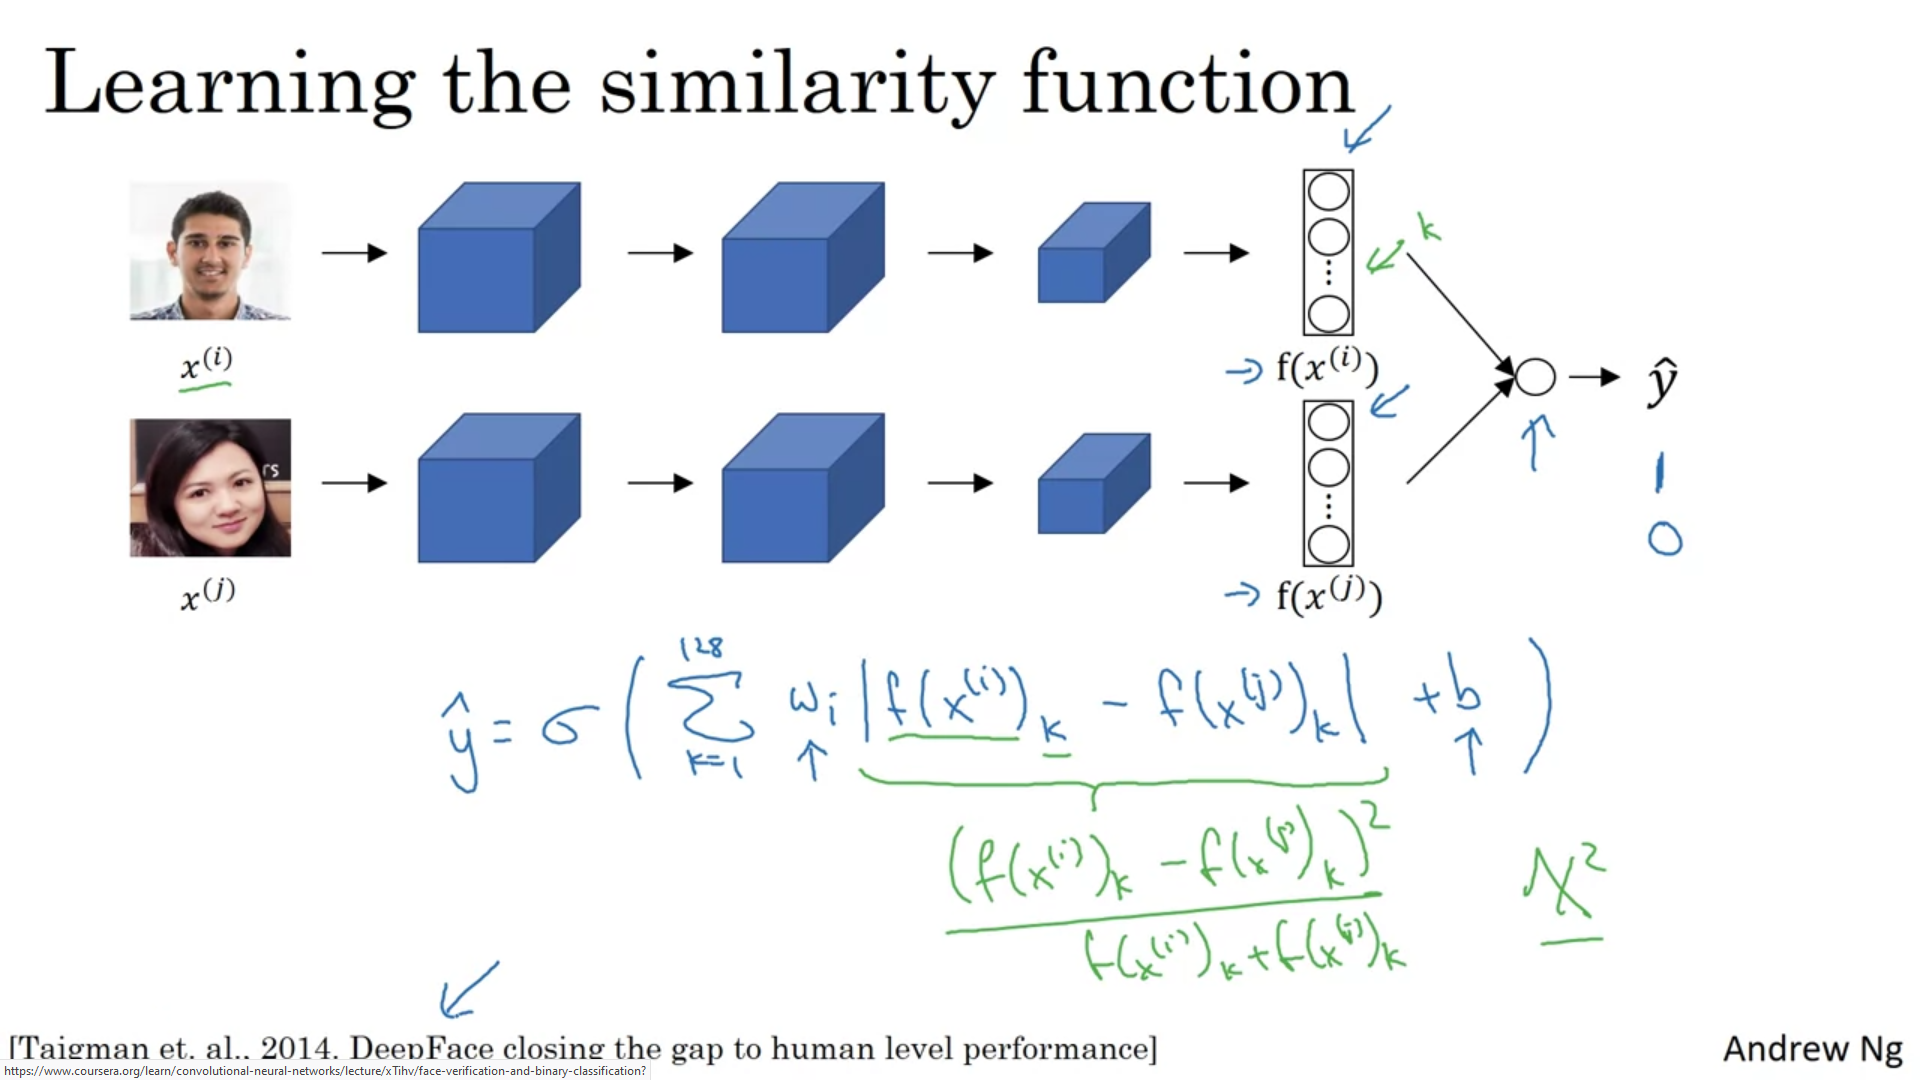 Learning the similarity function
k
x^(i)
f(x^(i))
ŷ
rs
1
0
x^(j)
f(x^(j))
ŷ = σ ( Σ_{k=1}^{128} w_i | f(x^(i))_k - f(x^(j))_k | + b )
(f(x^(i))_k - f(x^(j))_k)^2
χ^2
f(x^(i))_k + f(x^(j))_k
[Taigman et. al., 2014. DeepFace closing the gap to human level performance]
Andrew Ng
https://www.coursera.org/learn/convolutional-neural-networks/lecture/xTihv/face-verification-and-binary-classification?